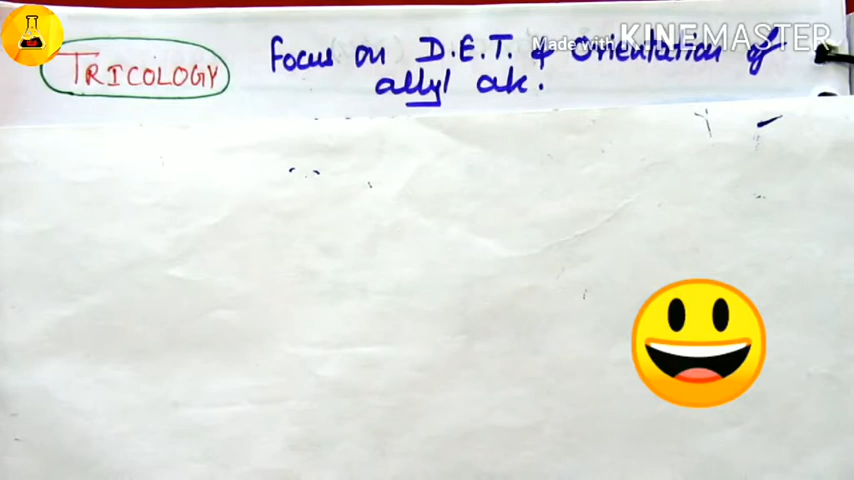 Made with KINEMASTER
TRICOLOGY
Focus on D.E.T. & Orientation of
allyl alc.